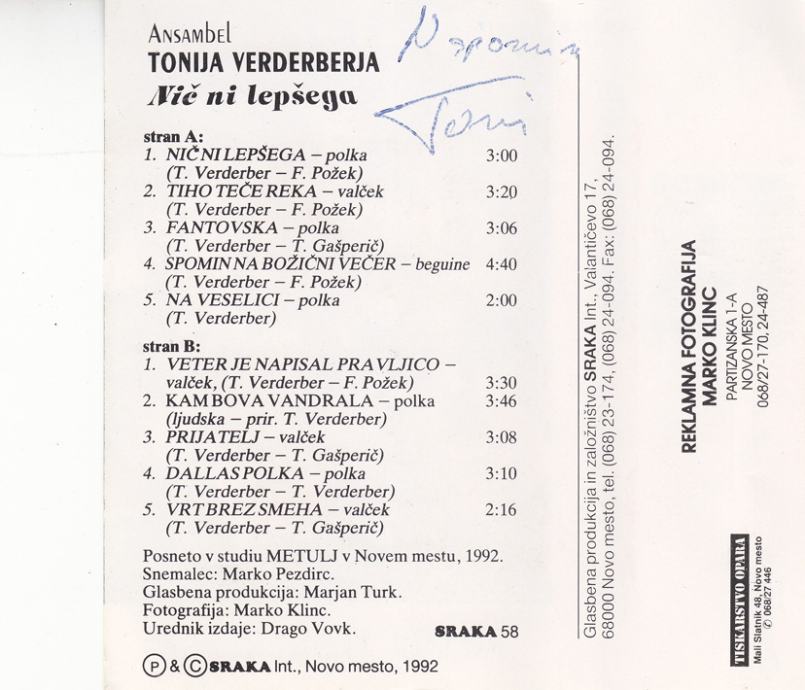 Ansambel
TONIJA VERDERBERJA
Nič ni lepšega
Toni
stran A:
1. NIČ NI LEPŠEGA – polka 3:00
(T. Verderber – F. Požek)
2. TIHO TEČE REKA – valček 3:20
(T. Verderber – F. Požek)
3. FANTOVSKA – polka 3:06
(T. Verderber – T. Gašperič)
4. SPOMIN NA BOŽIČNI VEČER – beguine 4:40
(T. Verderber – F. Požek)
5. NA VESELICI – polka 2:00
(T. Verderber)
stran B:
1. VETER JE NAPISAL PRAVLJICO –
valček, (T. Verderber – F. Požek) 3:30
2. KAM BOVA VANDRALA – polka 3:46
(ljudska – prir. T. Verderber)
3. PRIJATELJ – valček 3:08
(T. Verderber – T. Gašperič)
4. DALLAS POLKA – polka 3:10
(T. Verderber – T. Verderber)
5. VRT BREZ SMEHA – valček 2:16
(T. Verderber – T. Gašperič)
Posneto v studiu METULJ v Novem mestu, 1992.
Snemalec: Marko Pezdirc.
Glasbena produkcija: Marjan Turk.
Fotografija: Marko Klinc.
Urednik izdaje: Drago Vovk. SRAKA 58
Ⓟ & © SRAKA Int., Novo mesto, 1992
Glasbena produkcija in založništvo SRAKA Int., Valantičevo 17,
68000 Novo mesto, tel. (068) 23-174, (068) 24-094. Fax: (068) 24-094.
REKLAMNA FOTOGRAFIJA
MARKO KLINC
PARTIZANSKA 1-A
NOVO MESTO
068/27-170, 24-487
TISKARSTVO OPARA
Mali Slatnik 48, Novo mesto
✆ 068/27 446